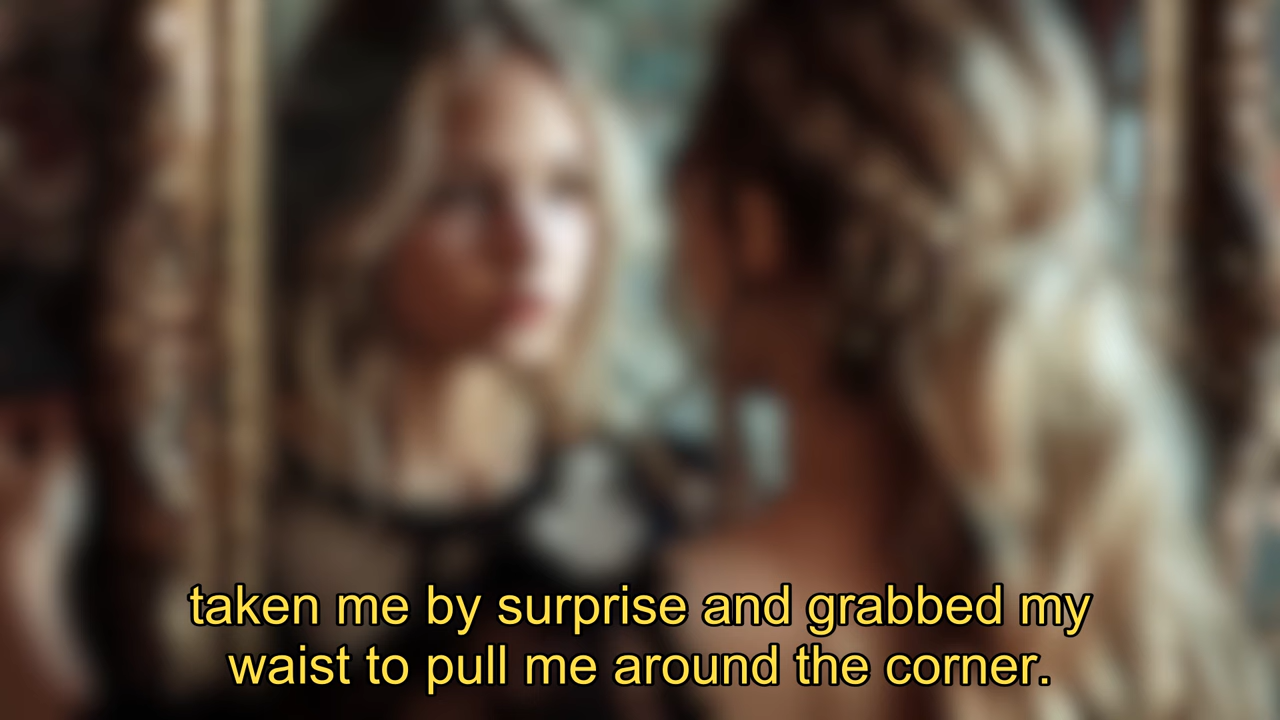 taken me by surprise and grabbed my
waist to pull me around the corner.